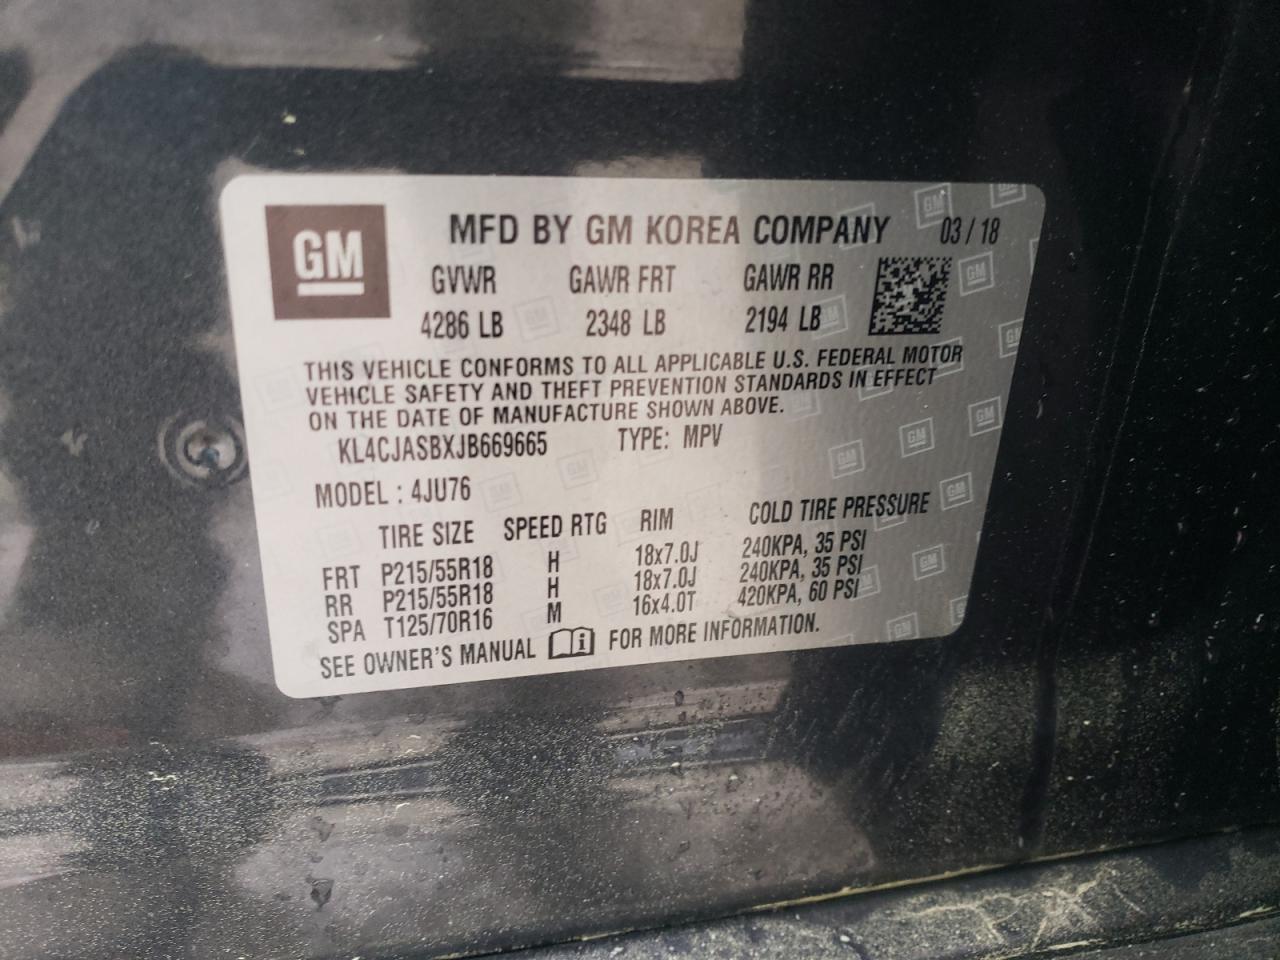 GM
MFD BY GM KOREA COMPANY 03 / 18
GVWR GAWR FRT GAWR RR
4286 LB 2348 LB 2194 LB
THIS VEHICLE CONFORMS TO ALL APPLICABLE U.S. FEDERAL MOTOR
VEHICLE SAFETY AND THEFT PREVENTION STANDARDS IN EFFECT
ON THE DATE OF MANUFACTURE SHOWN ABOVE.
KL4CJASBXJB669665 TYPE: MPV
MODEL : 4JU76
TIRE SIZE SPEED RTG RIM COLD TIRE PRESSURE
FRT P215/55R18 H 18x7.0J 240KPA, 35 PSI
RR P215/55R18 H 18x7.0J 240KPA, 35 PSI
SPA T125/70R16 M 16x4.0T 420KPA, 60 PSI
SEE OWNER'S MANUAL FOR MORE INFORMATION.